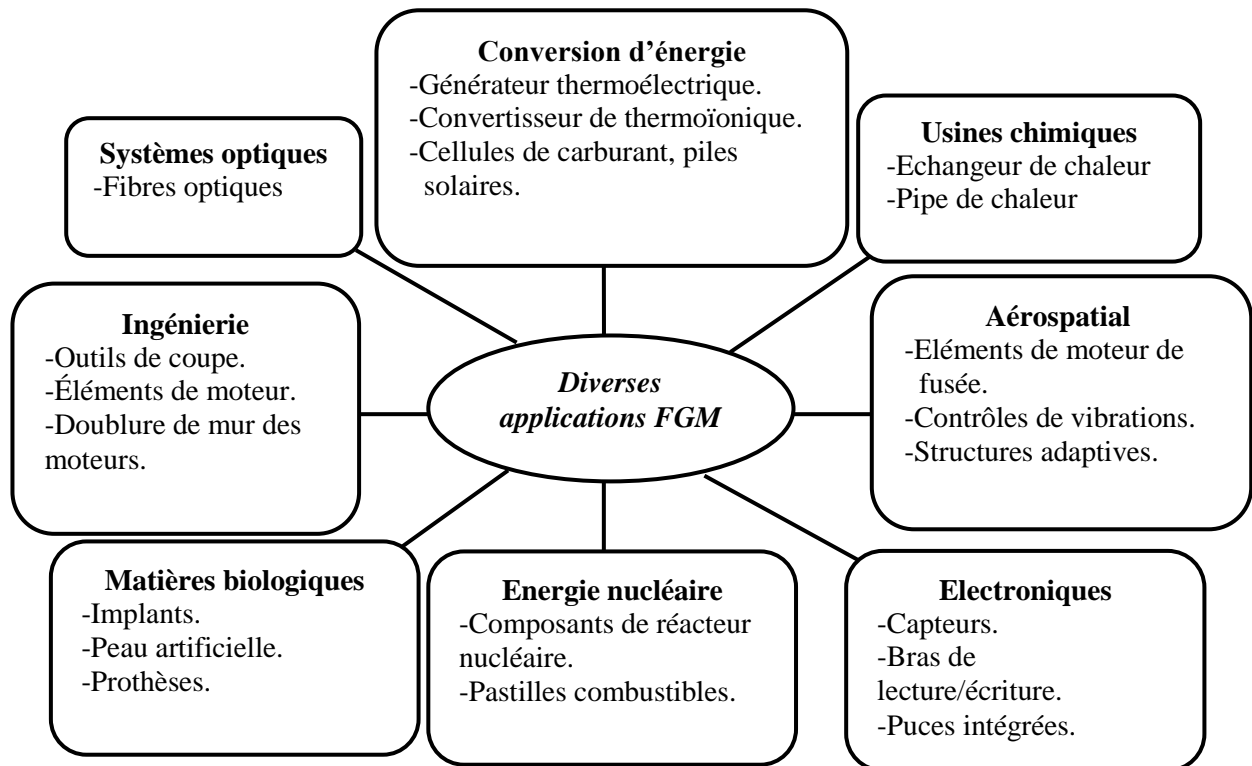 Conversion d’énergie
-Générateur thermoélectrique.
-Convertisseur de thermoïonique.
-Cellules de carburant, piles
solaires.
Systèmes optiques
-Fibres optiques
Usines chimiques
-Echangeur de chaleur
-Pipe de chaleur
Ingénierie
-Outils de coupe.
-Éléments de moteur.
-Doublure de mur des
moteurs.
Diverses
applications FGM
Aérospatial
-Eléments de moteur de
fusée.
-Contrôles de vibrations.
-Structures adaptives.
Matières biologiques
-Implants.
-Peau artificielle.
-Prothèses.
Energie nucléaire
-Composants de réacteur
nucléaire.
-Pastilles combustibles.
Electroniques
-Capteurs.
-Bras de
lecture/écriture.
-Puces intégrées.